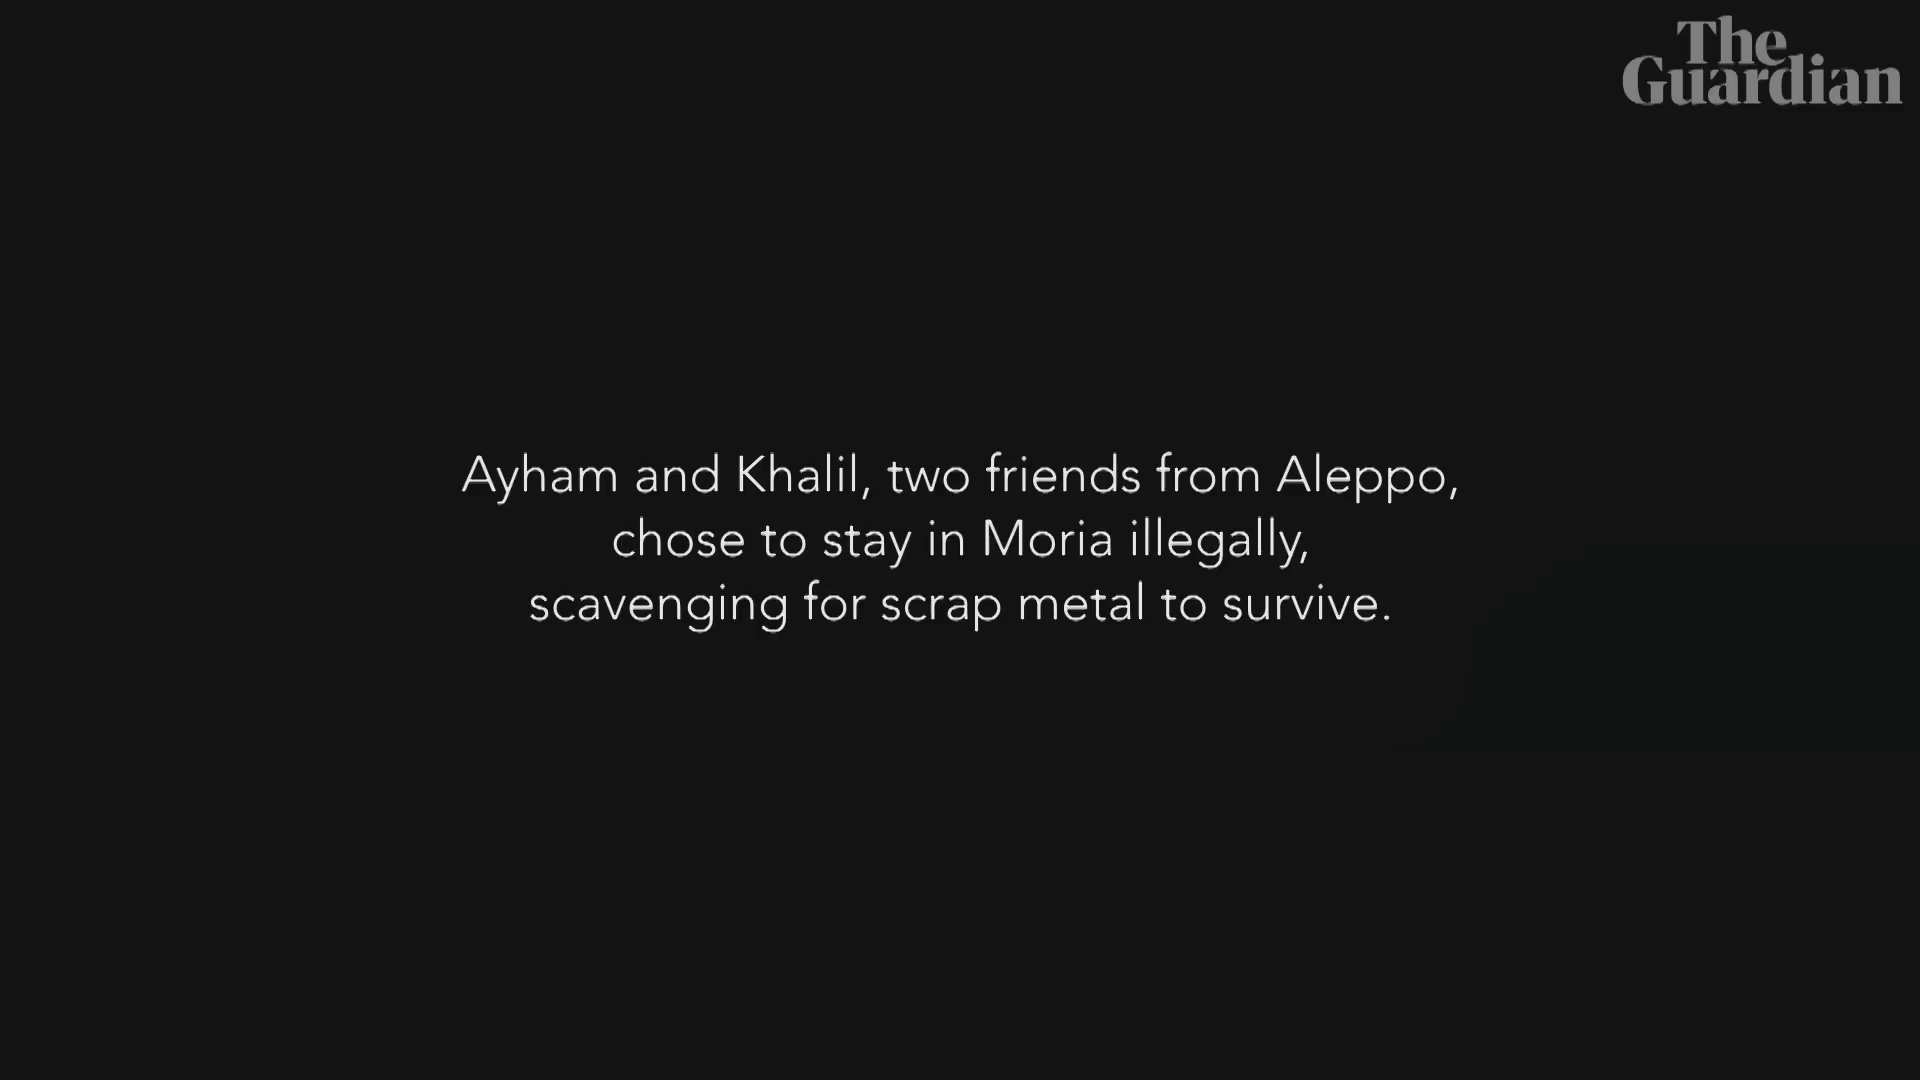 The
Guardian
Ayham and Khalil, two friends from Aleppo,
chose to stay in Moria illegally,
scavenging for scrap metal to survive.